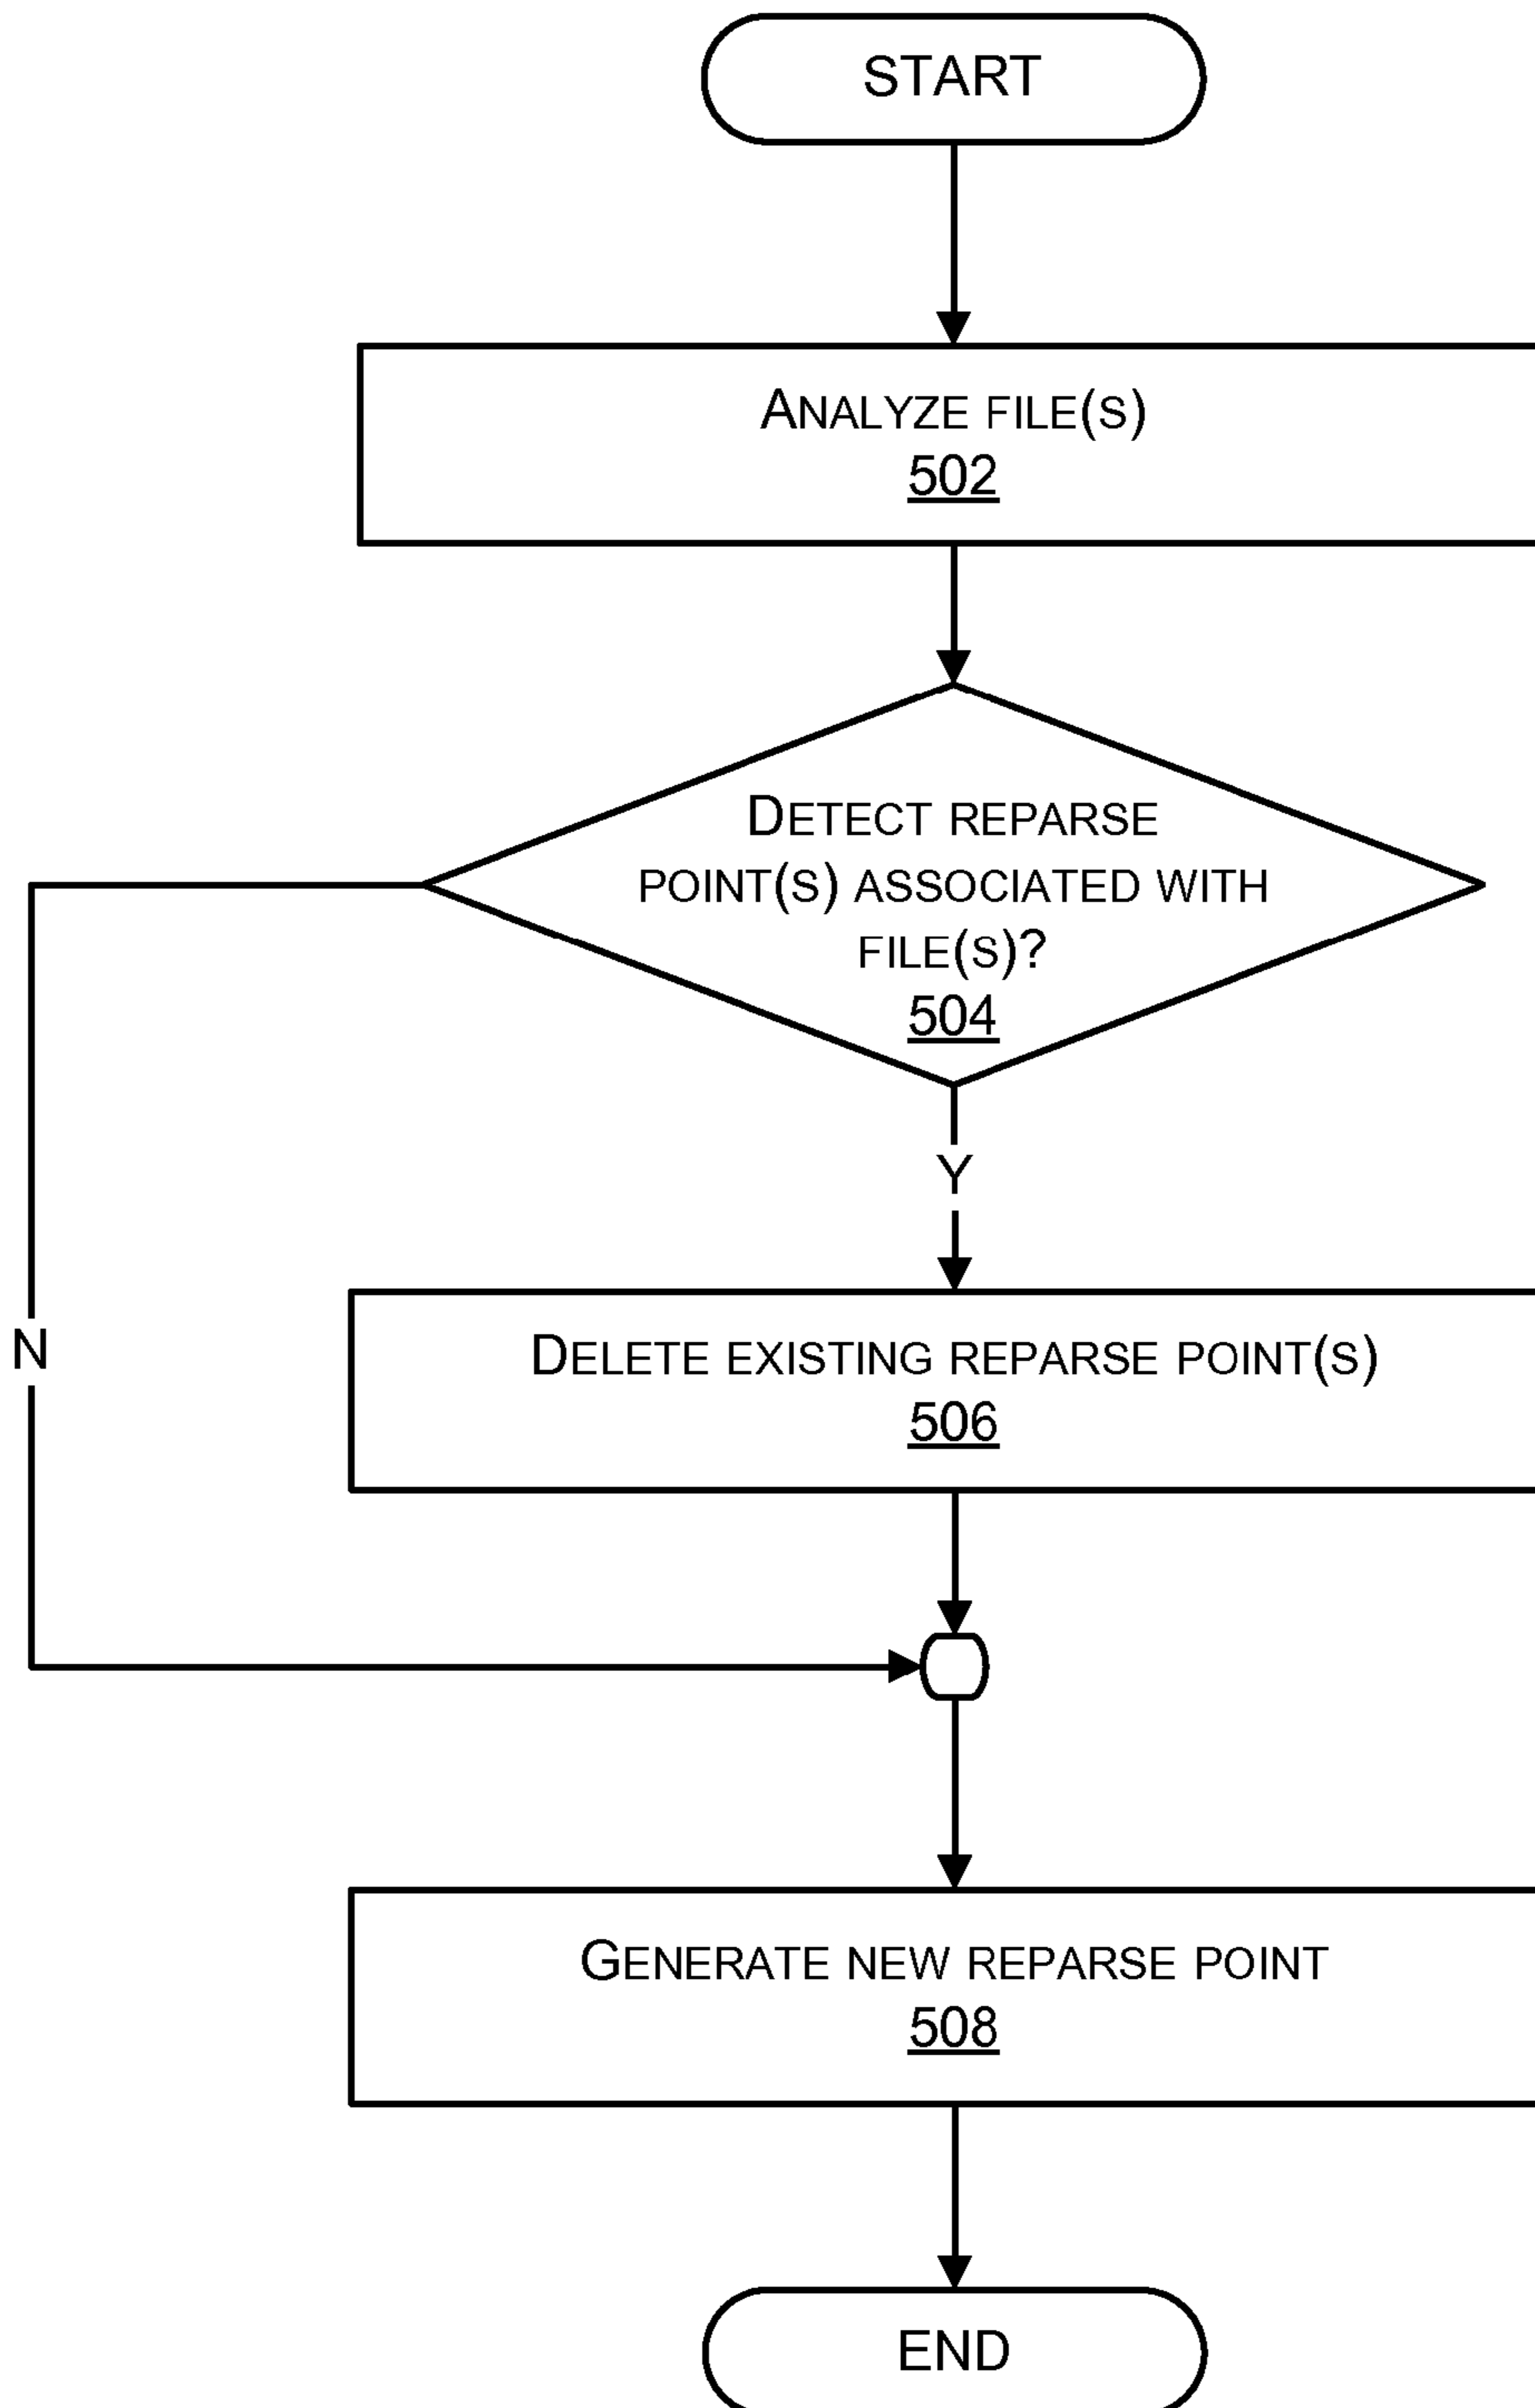 START
ANALYZE FILE(S)
502
DETECT REPARSE
POINT(S) ASSOCIATED WITH
FILE(S)?
504
Y
N
DELETE EXISTING REPARSE POINT(S)
506
GENERATE NEW REPARSE POINT
508
END